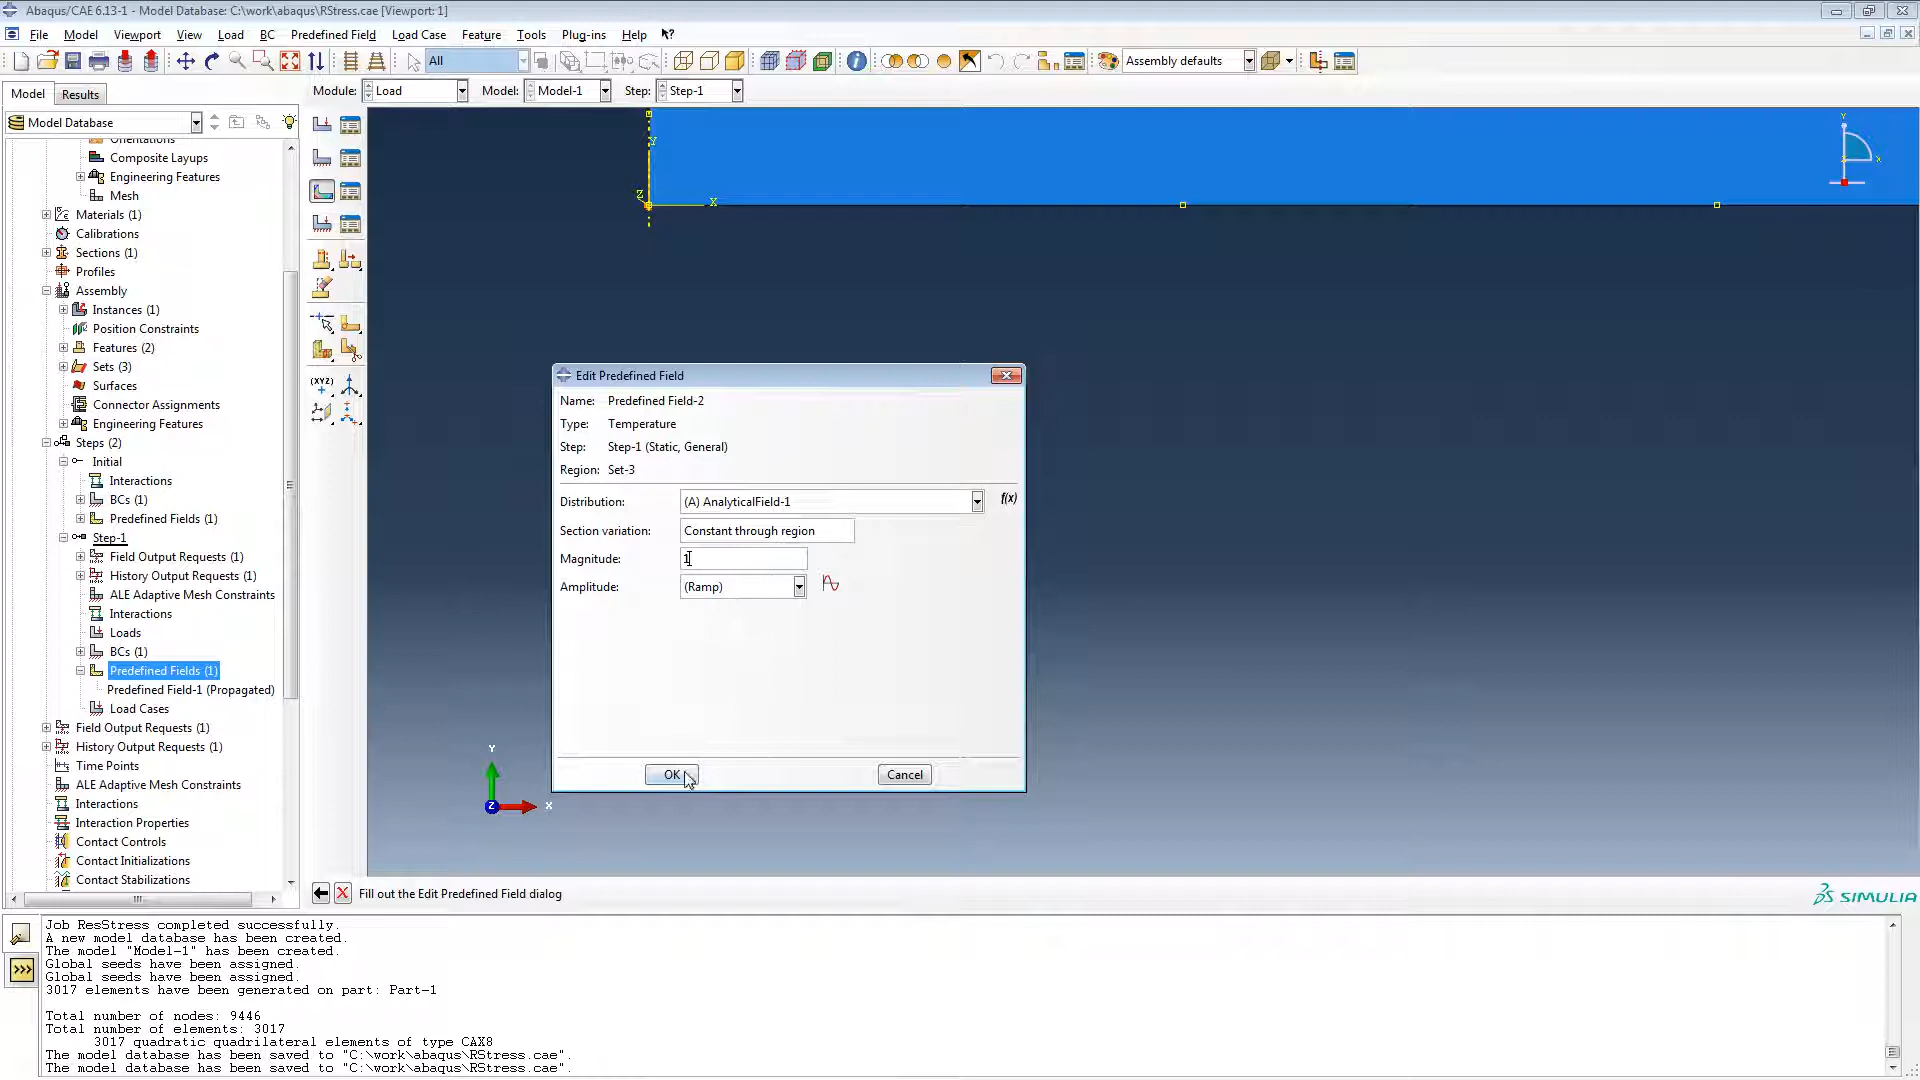 Abaqus/CAE 6.13-1 - Model Database: C:\work\abaqus\RStress.cae [Viewport: 1]
File Model Viewport View Load BC Predefined Field Load Case Feature Tools Plug-ins Help
All
Assembly defaults
Model Results
Module: Load Model: Model-1 Step: Step-1
Model Database
Orientations
Composite Layups
Engineering Features
Mesh
Materials (1)
Calibrations
Sections (1)
Profiles
Assembly
Instances (1)
Position Constraints
Features (2)
Sets (3)
Surfaces
Connector Assignments
Engineering Features
Steps (2)
Initial
Interactions
BCs (1)
Predefined Fields (1)
Step-1
Field Output Requests (1)
History Output Requests (1)
ALE Adaptive Mesh Constraints
Interactions
Loads
BCs (1)
Predefined Fields (1)
Predefined Field-1 (Propagated)
Load Cases
Field Output Requests (1)
History Output Requests (1)
Time Points
ALE Adaptive Mesh Constraints
Interactions
Interaction Properties
Contact Controls
Contact Initializations
Contact Stabilizations
(XYZ)
Y
Z
X
Y
X
Edit Predefined Field
Name: Predefined Field-2
Type: Temperature
Step: Step-1 (Static, General)
Region: Set-3
Distribution: (A) AnalyticalField-1 f(x)
Section variation: Constant through region
Magnitude: 1
Amplitude: (Ramp)
OK Cancel
Y
Z
X
Fill out the Edit Predefined Field dialog
SIMULIA
>>>
Job ResStress completed successfully.
A new model database has been created.
The model "Model-1" has been created.
Global seeds have been assigned.
Global seeds have been assigned.
3017 elements have been generated on part: Part-1
Total number of nodes: 9446
Total number of elements: 3017
3017 quadratic quadrilateral elements of type CAX8
The model database has been saved to "C:\work\abaqus\RStress.cae".
The model database has been saved to "C:\work\abaqus\RStress.cae".